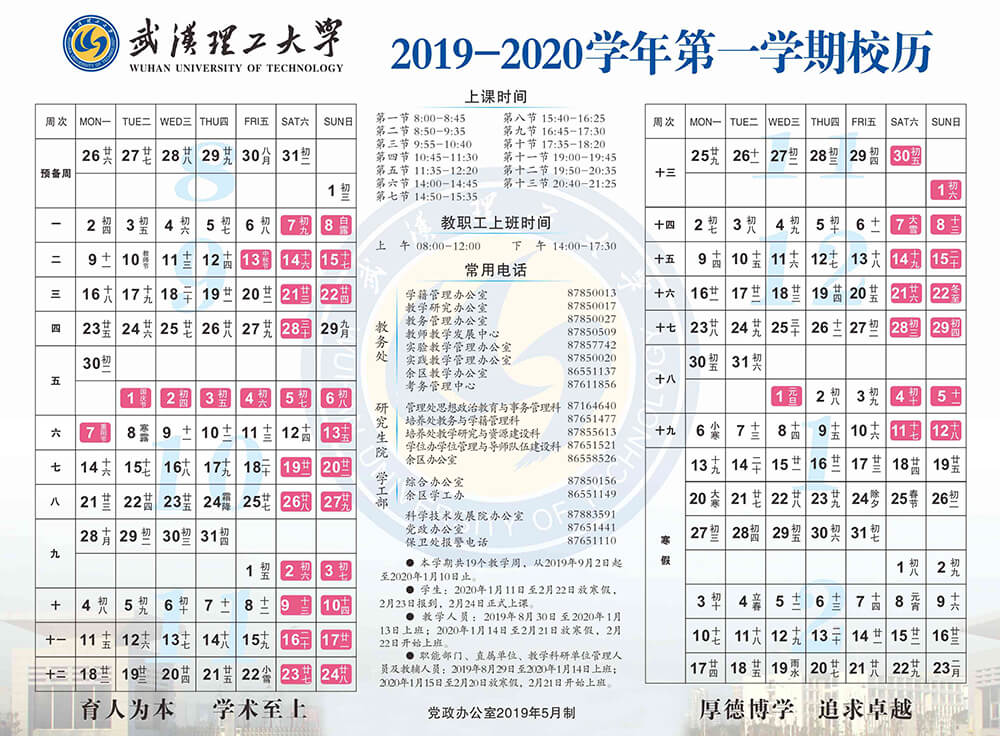 武汉理工大学
WUHAN UNIVERSITY OF TECHNOLOGY
2019-2020学年第一学期校历
周次 MON一 TUE二 WED三 THU四 FRI五 SAT六 SUN日
预备周 26廿六 27廿七 28廿八 29廿九 30八月 31初二
1初三
一 2初四 3初五 4初六 5初七 6初八 7初九 8白露
二 9十一 10教师节 11十三 12十四 13中秋节 14十六 15十七
三 16十八 17十九 18二十 19廿一 20廿二 21廿三 22廿四
四 23廿五 24廿六 25廿七 26廿八 27廿九 28三十 29九月
五 30初二
1国庆节 2初四 3初五 4初六 5初七 6初八
六 7重阳节 8寒露 9十一 10十二 11十三 12十四 13十五
七 14十六 15十七 16十八 17十九 18二十 19廿一 20廿二
八 21廿三 22廿四 23廿五 24霜降 25廿七 26廿八 27廿九
九 28十月 29初二 30初三 31初四
1初五 2初六 3初七
十 4初八 5初九 6初十 7十一 8十二 9十三 10十四
十一 11十五 12十六 13十七 14十八 15十九 16二十 17廿一
十二 18廿二 19廿三 20廿四 21廿五 22小雪 23廿七 24廿八
8
9
10
11
上课时间
第一节 8:00-8:45 第八节 15:40-16:25
第二节 8:50-9:35 第九节 16:45-17:30
第三节 9:55-10:40 第十节 17:35-18:20
第四节 10:45-11:30 第十一节 19:00-19:45
第五节 11:35-12:20 第十二节 19:50-20:35
第六节 14:00-14:45 第十三节 20:40-21:25
第七节 14:50-15:35
教职工上班时间
上 午 08:00-12:00 下 午 14:00-17:30
常用电话
教务处
学籍管理办公室 87850013
教学研究办公室 87850017
教务管理办公室 87850027
教师教学发展中心 87850509
实验教学管理办公室 87857742
实践教学管理办公室 87850020
余区教学办公室 86551137
考务管理中心 87611856
研究生院
管理处思想政治教育与事务管理科 87164640
培养处教务与学籍管理科 87651477
培养处教学研究与资源建设科 87855613
学位办学位管理与导师队伍建设科 87651521
余区办公室 86558526
学工部
综合办公室 87850156
余区学工办 86551149
科学技术发展院办公室 87883591
党政办公室 87651441
保卫处报警电话 87651110
● 本学期共19个教学周，从2019年9月2日起
至2020年1月10日止。
● 学生：2020年1月11日至2月22日放寒假，
2月23日报到，2月24日正式上课。
● 教学人员：2019年8月30日至2020年1月
13日上班；2020年1月14日至2月21日放寒假，2月
22日开始上班。
● 职能部门、直属单位、教学科研单位管理人
员及教辅人员：2019年8月29日至2020年1月14日上班；
2020年1月15日至2月20日放寒假，2月21日开始上班。
周次 MON一 TUE二 WED三 THU四 FRI五 SAT六 SUN日
十三 25廿九 26十一 27初二 28初三 29初四 30初五
1初六
十四 2初七 3初八 4初九 5初十 6十一 7大雪 8十三
十五 9十四 10十五 11十六 12十七 13十八 14十九 15二十
十六 16廿一 17廿二 18廿三 19廿四 20廿五 21廿六 22冬至
十七 23廿八 24廿九 25三十 26十二 27初二 28初三 29初四
十八 30初五 31初六
1元旦 2初八 3初九 4初十 5十一
十九 6小寒 7十三 8十四 9十五 10十六 11十七 12十八
寒假
13十九 14二十 15廿一 16廿二 17廿三 18廿四 19廿五
20大寒 21廿七 22廿八 23廿九 24除夕 25春节 26初二
27初三 28初四 29初五 30初六 31初七
1初八 2初九
3初十 4立春 5十二 6十三 7十四 8元宵 9十六
10十七 11十八 12十九 13二十 14廿一 15廿二 16廿三
17廿四 18廿五 19雨水 20廿七 21廿八 22廿九 23二月
11
12
1
2
育人为本 学术至上
党政办公室2019年5月制
厚德博学 追求卓越